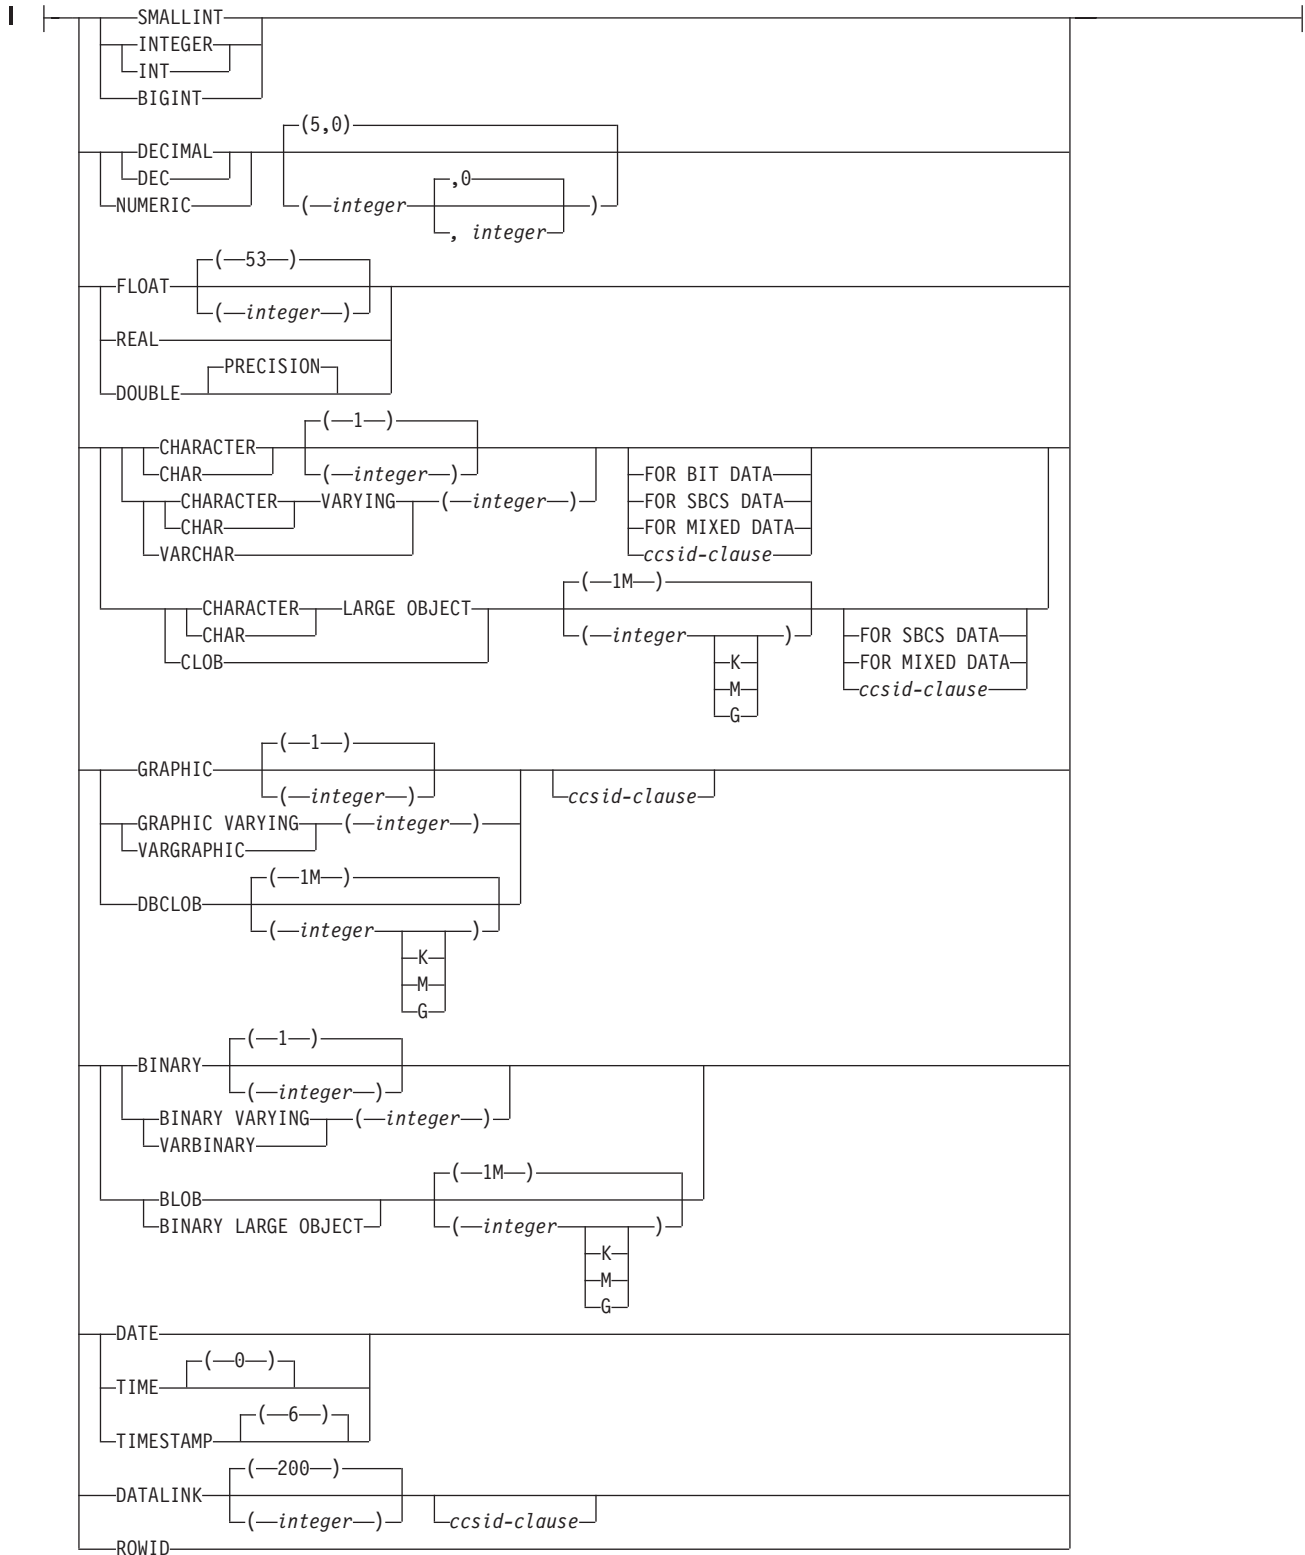 SMALLINT
INTEGER
INT
BIGINT
(5,0)
DECIMAL
DEC
NUMERIC ( integer )
,0
, integer
( 53 )
FLOAT
( integer )
REAL
PRECISION
DOUBLE
( 1 )
CHARACTER
CHAR ( integer ) FOR BIT DATA
CHARACTER VARYING ( integer ) FOR SBCS DATA
CHAR FOR MIXED DATA
VARCHAR ccsid-clause
( 1M )
CHARACTER LARGE OBJECT
CHAR ( integer ) FOR SBCS DATA
CLOB K FOR MIXED DATA
M ccsid-clause
G
( 1 )
GRAPHIC
( integer ) ccsid-clause
GRAPHIC VARYING ( integer )
VARGRAPHIC
( 1M )
DBCLOB
( integer )
K
M
G
( 1 )
BINARY
( integer )
BINARY VARYING ( integer )
VARBINARY
( 1M )
BLOB
BINARY LARGE OBJECT ( integer )
K
M
G
DATE
( 0 )
TIME
( 6 )
TIMESTAMP
( 200 )
DATALINK
( integer ) ccsid-clause
ROWID